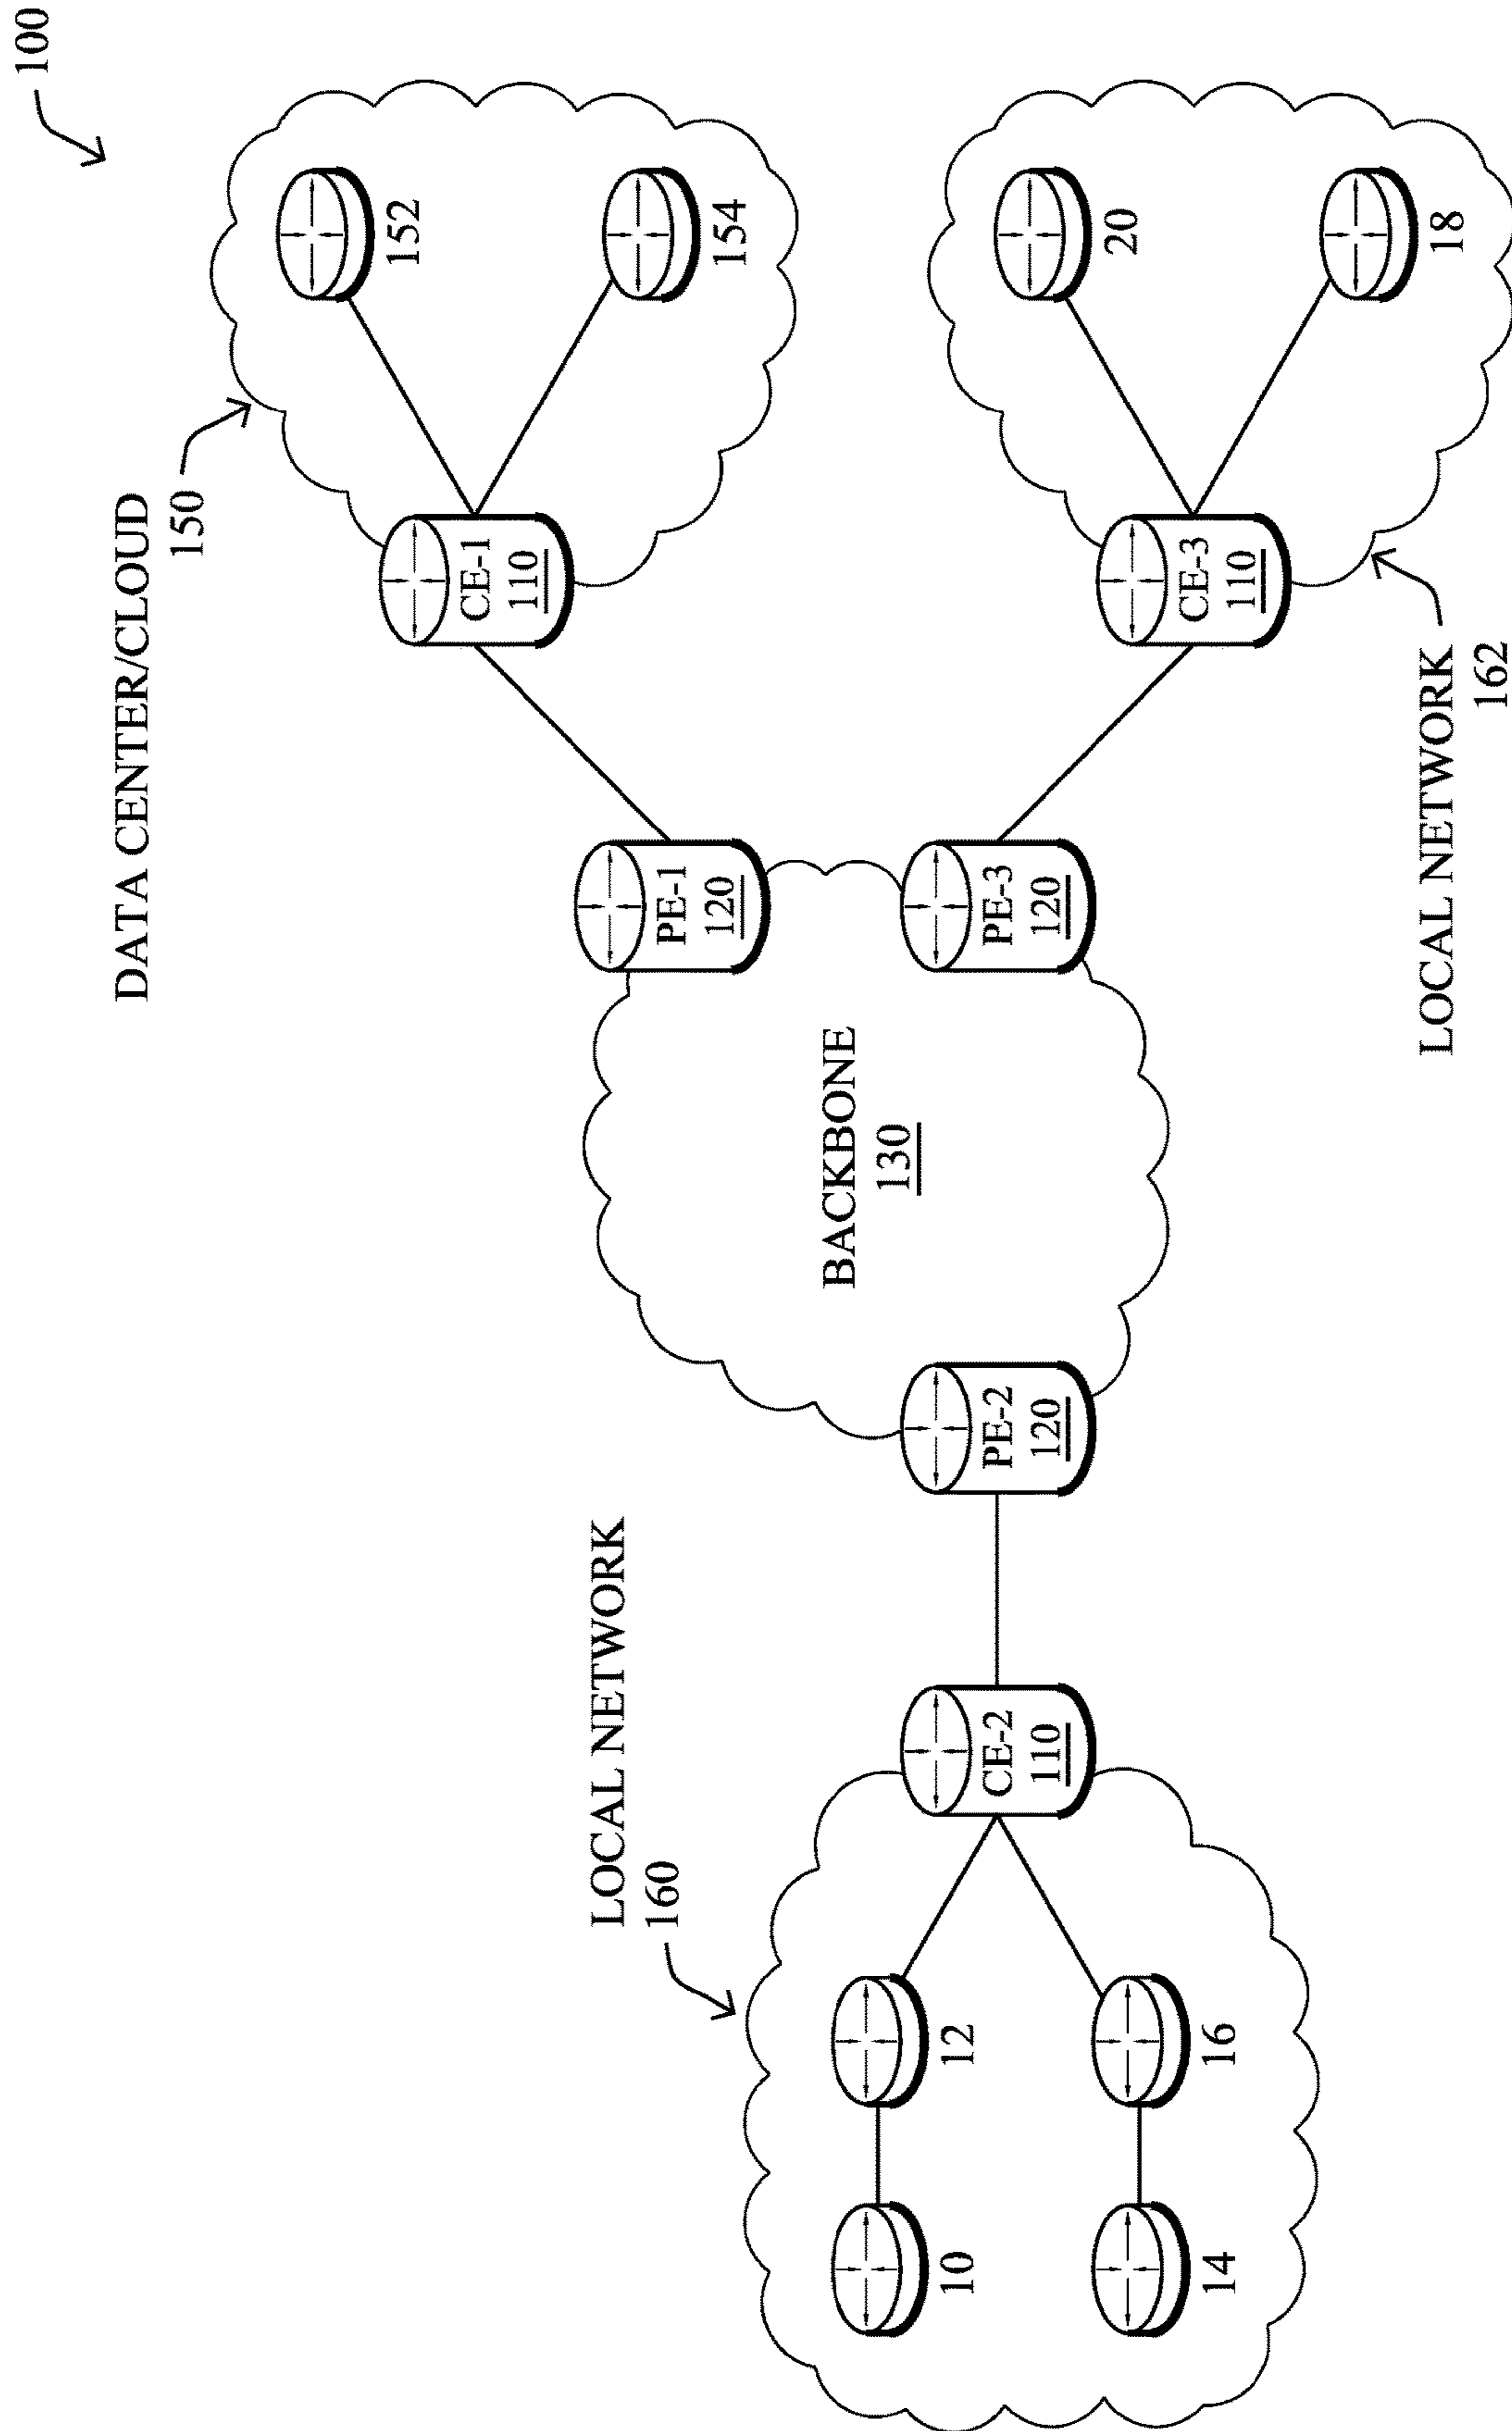 100
DATA CENTER/CLOUD
150
152
154
CE-1
110
PE-1
120
LOCAL NETWORK
160
BACKBONE
130
10
12
CE-2
110
PE-2
120
PE-3
120
14
16
CE-3
110
20
18
LOCAL NETWORK
162